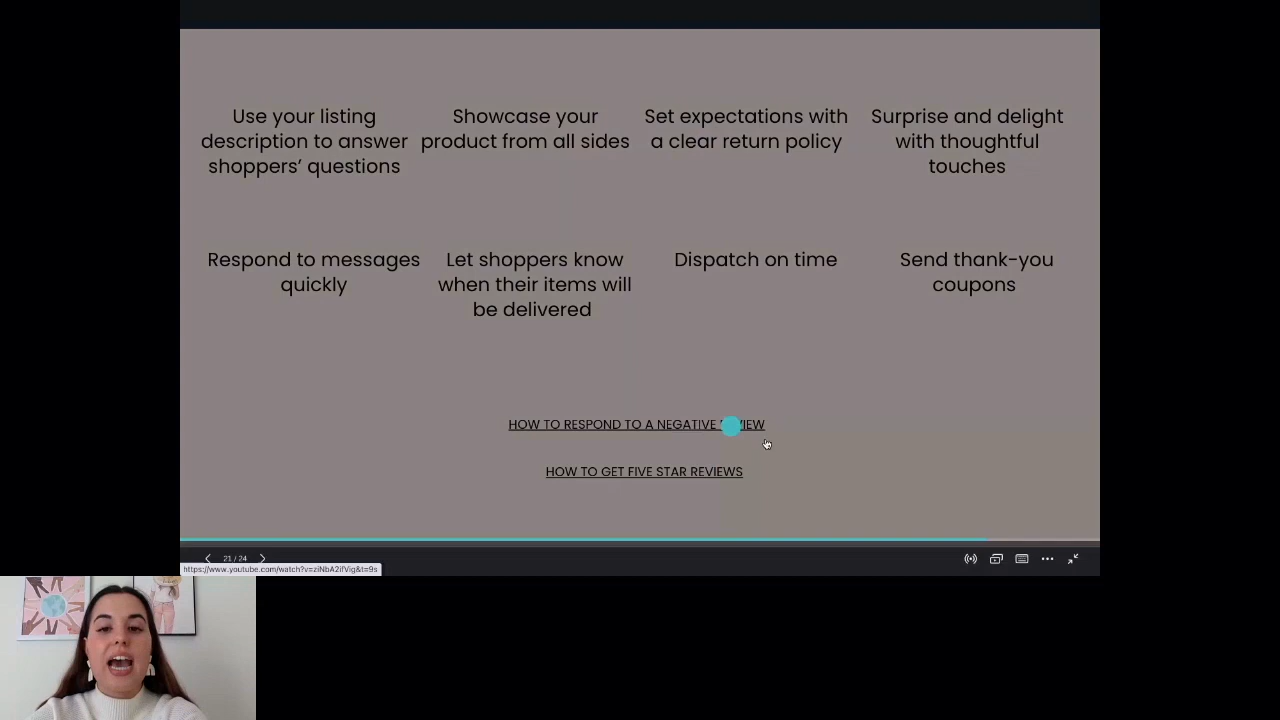 Use your listing
description to answer
shoppers’ questions
Showcase your
product from all sides
Set expectations with
a clear return policy
Surprise and delight
with thoughtful
touches
Respond to messages
quickly
Let shoppers know
when their items will
be delivered
Dispatch on time
Send thank-you
coupons
HOW TO RESPOND TO A NEGATIVE
HOW TO GET FIVE STAR REVIEWS
21 / 24